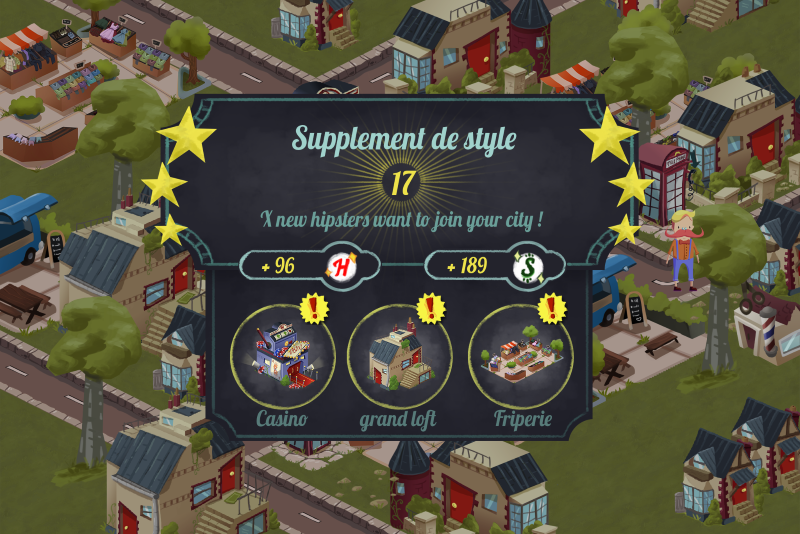 Supplement de style
17
X new hipsters want to join your city !
+ 96 H
+ 189 S
! ! !
Casino grand loft Friperie